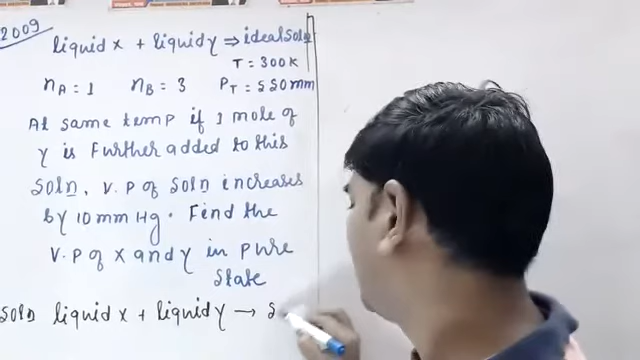 2009
liquid x + liquid y ⇒ ideal soln
T = 300K
nA = 1 nB = 3 PT = 550mm
At same temp if 1 mole of
y is Further added to this
soln, V.P of soln increases
by 10 mm Hg. Find the
V.P of x and y in pure
state
soln liquid x + liquid y → s